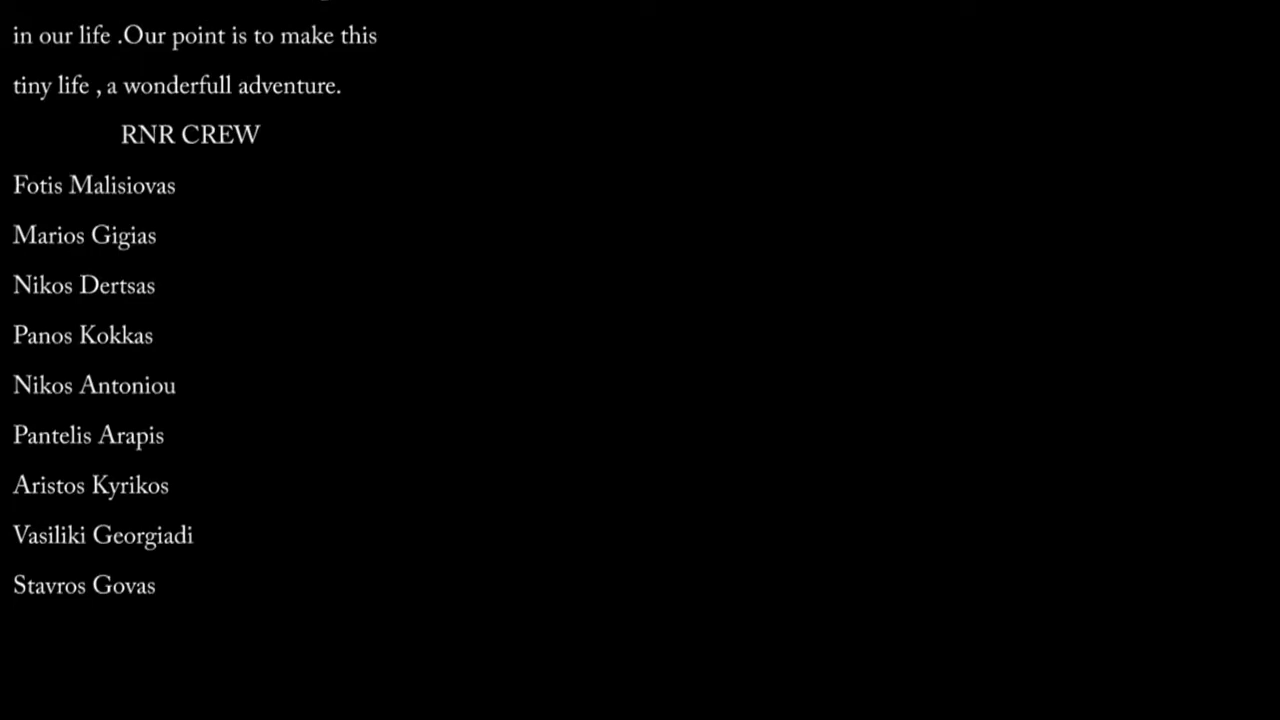 in our life .Our point is to make this
tiny life , a wonderfull adventure.
RNR CREW
Fotis Malisiovas
Marios Gigias
Nikos Dertsas
Panos Kokkas
Nikos Antoniou
Pantelis Arapis
Aristos Kyrikos
Vasiliki Georgiadi
Stavros Govas